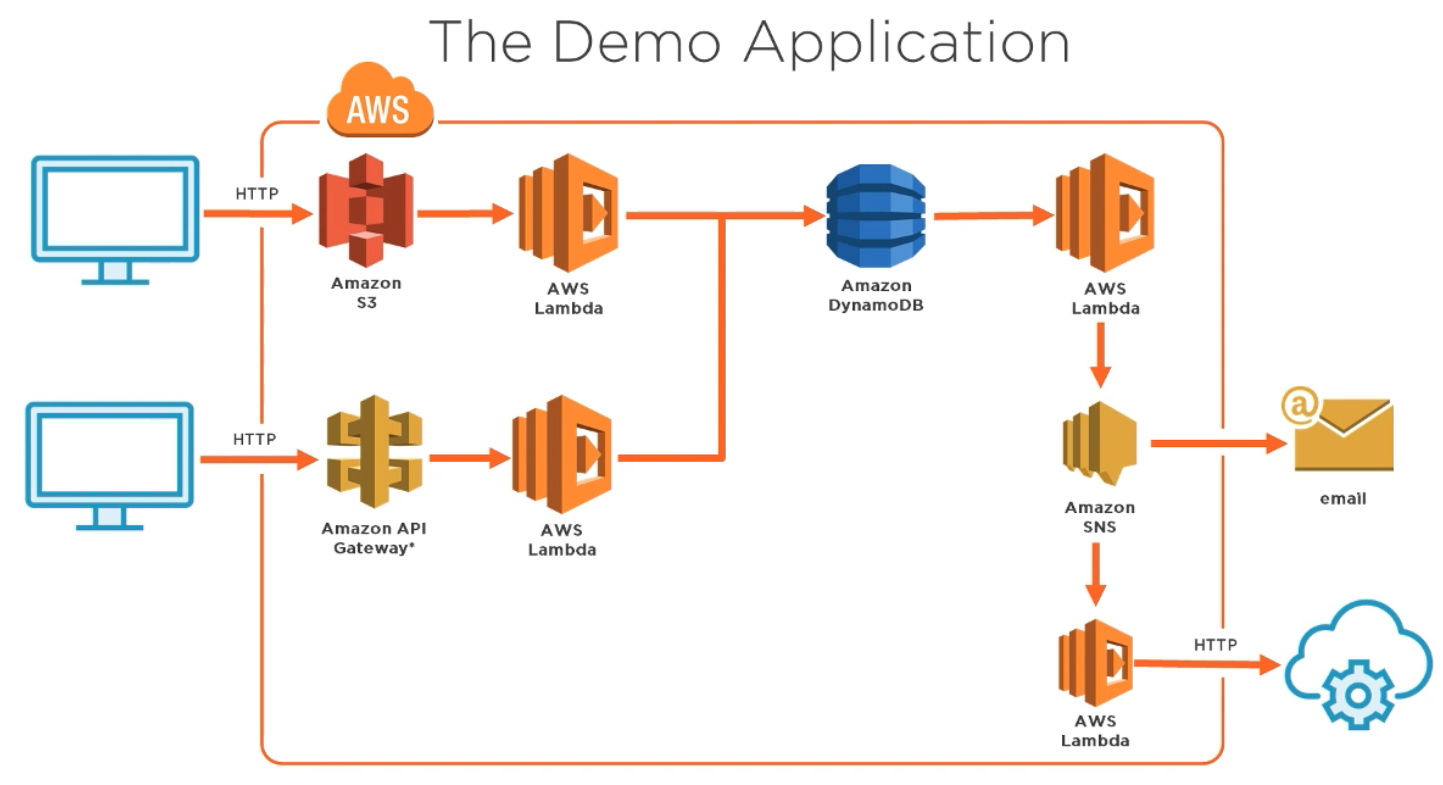 The Demo Application
AWS
HTTP
Amazon
S3
AWS
Lambda
Amazon
DynamoDB
AWS
Lambda
HTTP
Amazon API
Gateway*
AWS
Lambda
Amazon
SNS
@
email
HTTP
AWS
Lambda